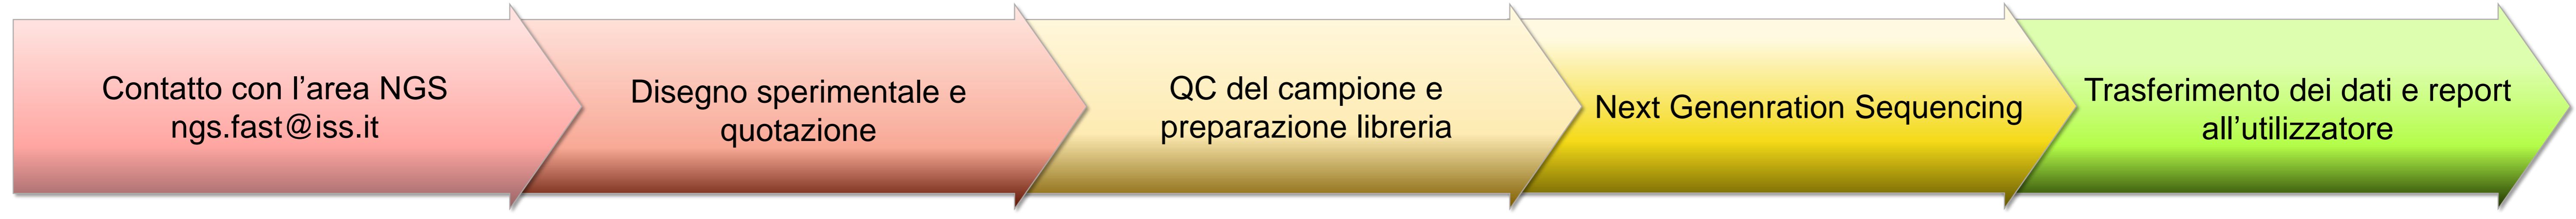 Contatto con l’area NGS
ngs.fast@iss.it
Disegno sperimentale e
quotazione
QC del campione e
preparazione libreria
Next Genenration Sequencing
Trasferimento dei dati e report
all’utilizzatore